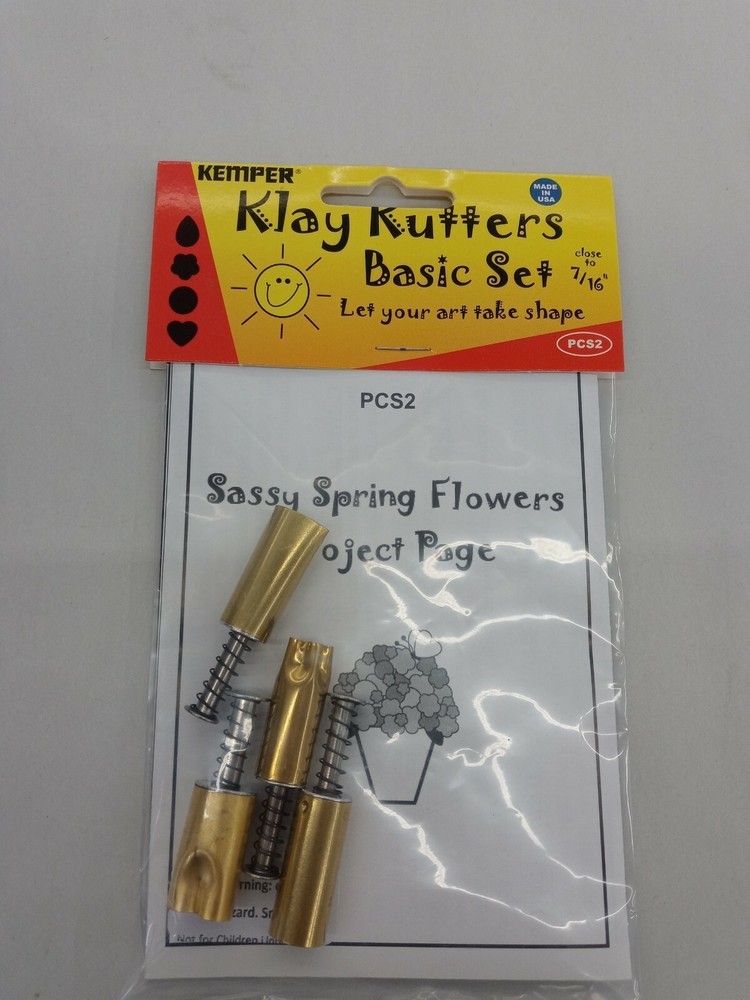 KEMPER®
MADE
IN
USA
Klay Kutters
Basic Set
close
to
7/16"
Let your art take shape
PCS2
PCS2
Sassy Spring Flowers
oject Page
rning:
zard.
Not for Children